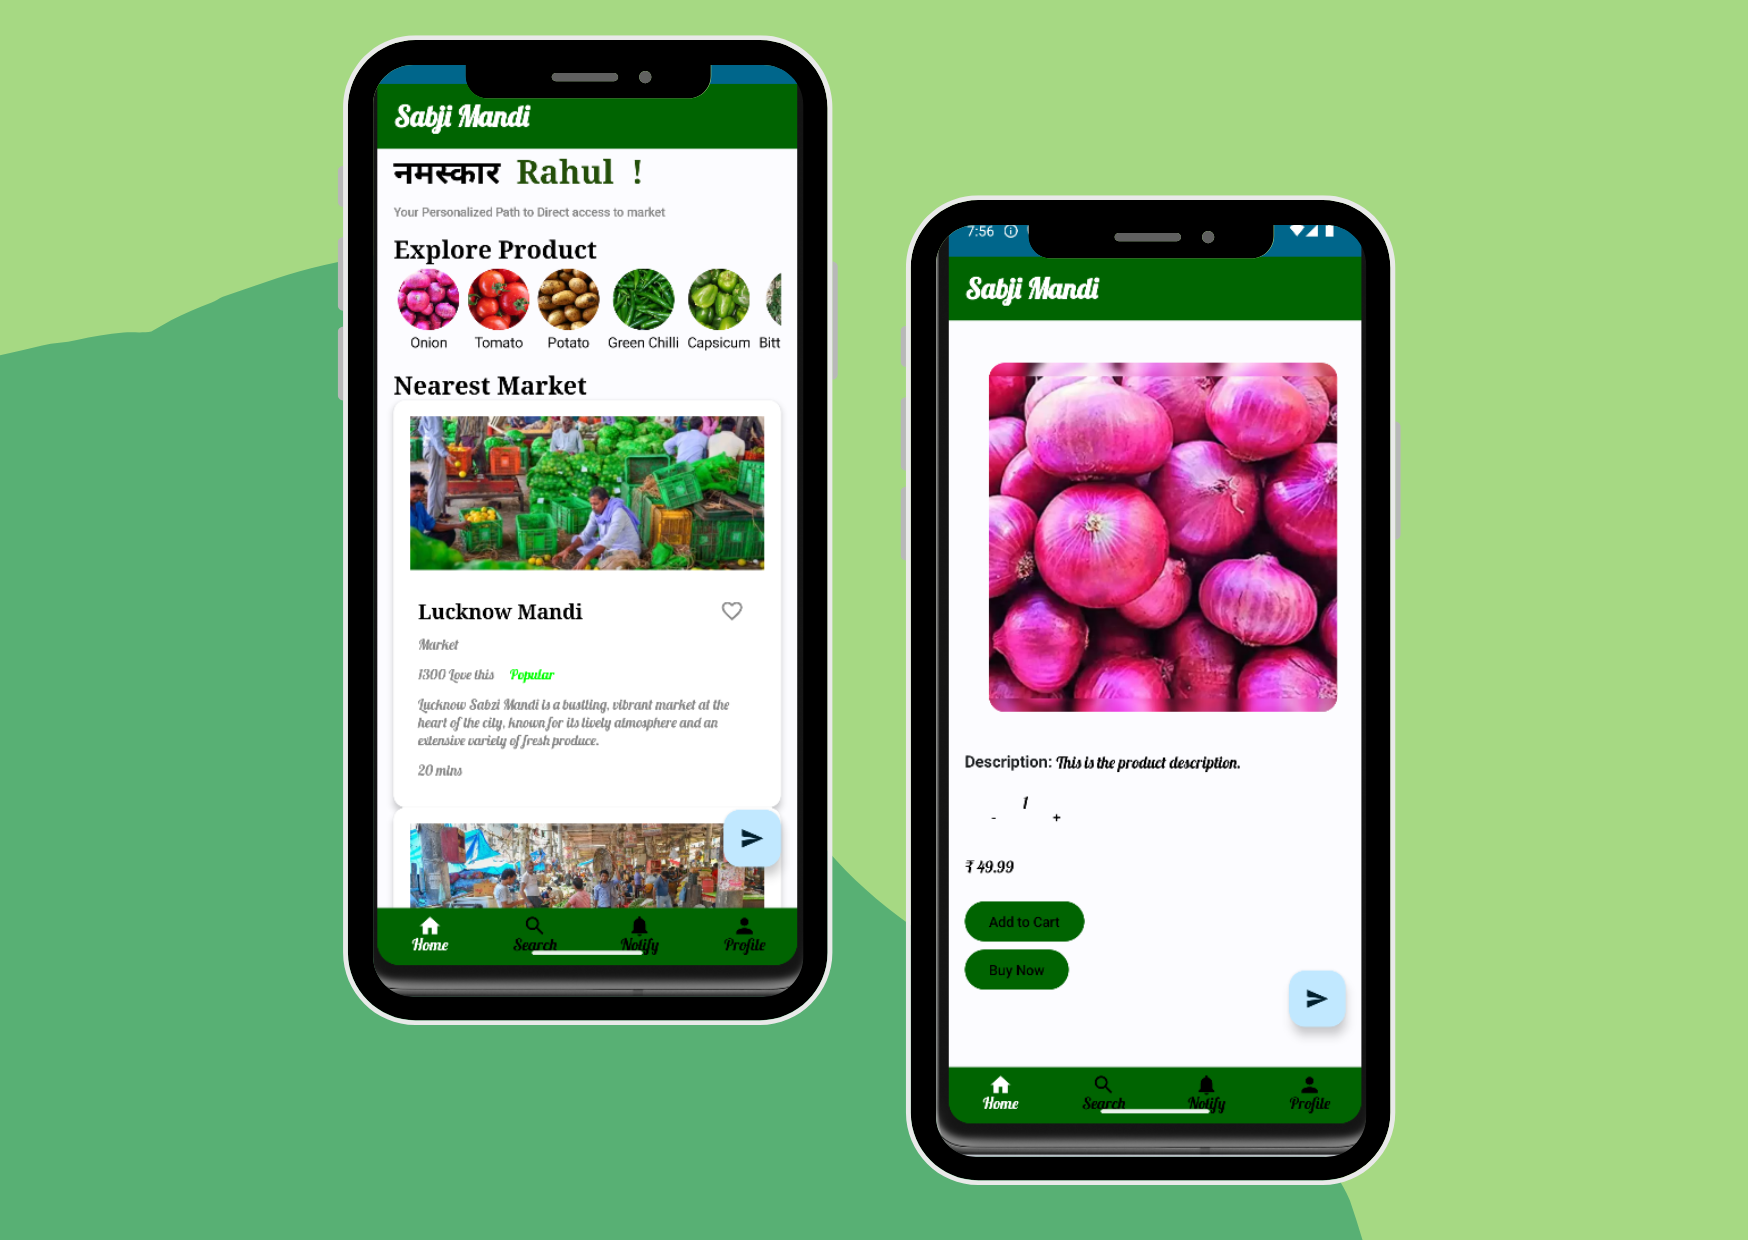 Sabji Mandi
नमस्कार Rahul !
Your Personalized Path to Direct access to market
Explore Product
Onion Tomato Potato Green Chilli Capsicum Bitt
Nearest Market
Lucknow Mandi
Market
1300 Love this Popular
Lucknow Sabzi Mandi is a bustling, vibrant market at the
heart of the city, known for its lively atmosphere and an
extensive variety of fresh produce.
20 mins
Home Search Notify Profile
7:56
Sabji Mandi
Description: This is the product description.
1
- +
₹ 49.99
Add to Cart
Buy Now
Home Search Notify Profile